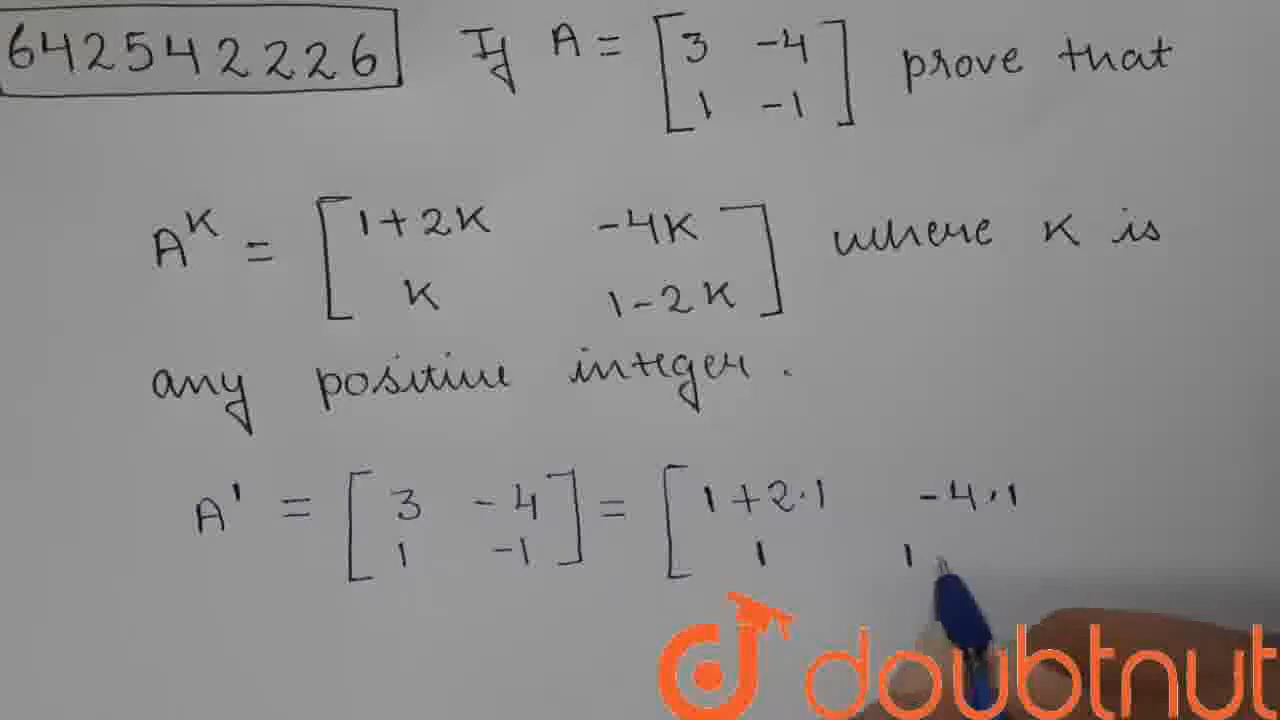 642542226 If A = [3 -4] prove that
[1 -1]
A^K = [1+2K -4K] where K is
[K 1-2K]
any positive integer.
A' = [3 -4] = [1+2·1 -4·1
[1 -1] [1 1
doubtnut